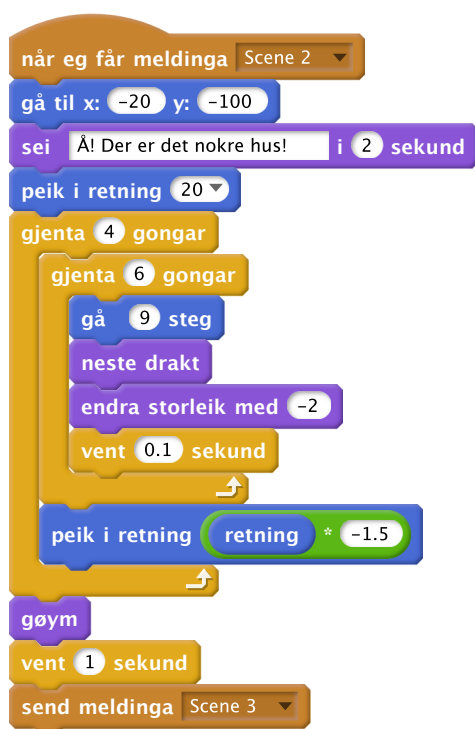 når eg får meldinga Scene 2
gå til x: -20 y: -100
sei Å! Der er det nokre hus! i 2 sekund
peik i retning 20
gjenta 4 gongar
gjenta 6 gongar
gå 9 steg
neste drakt
endra storleik med -2
vent 0.1 sekund
peik i retning retning * -1.5
gøym
vent 1 sekund
send meldinga Scene 3